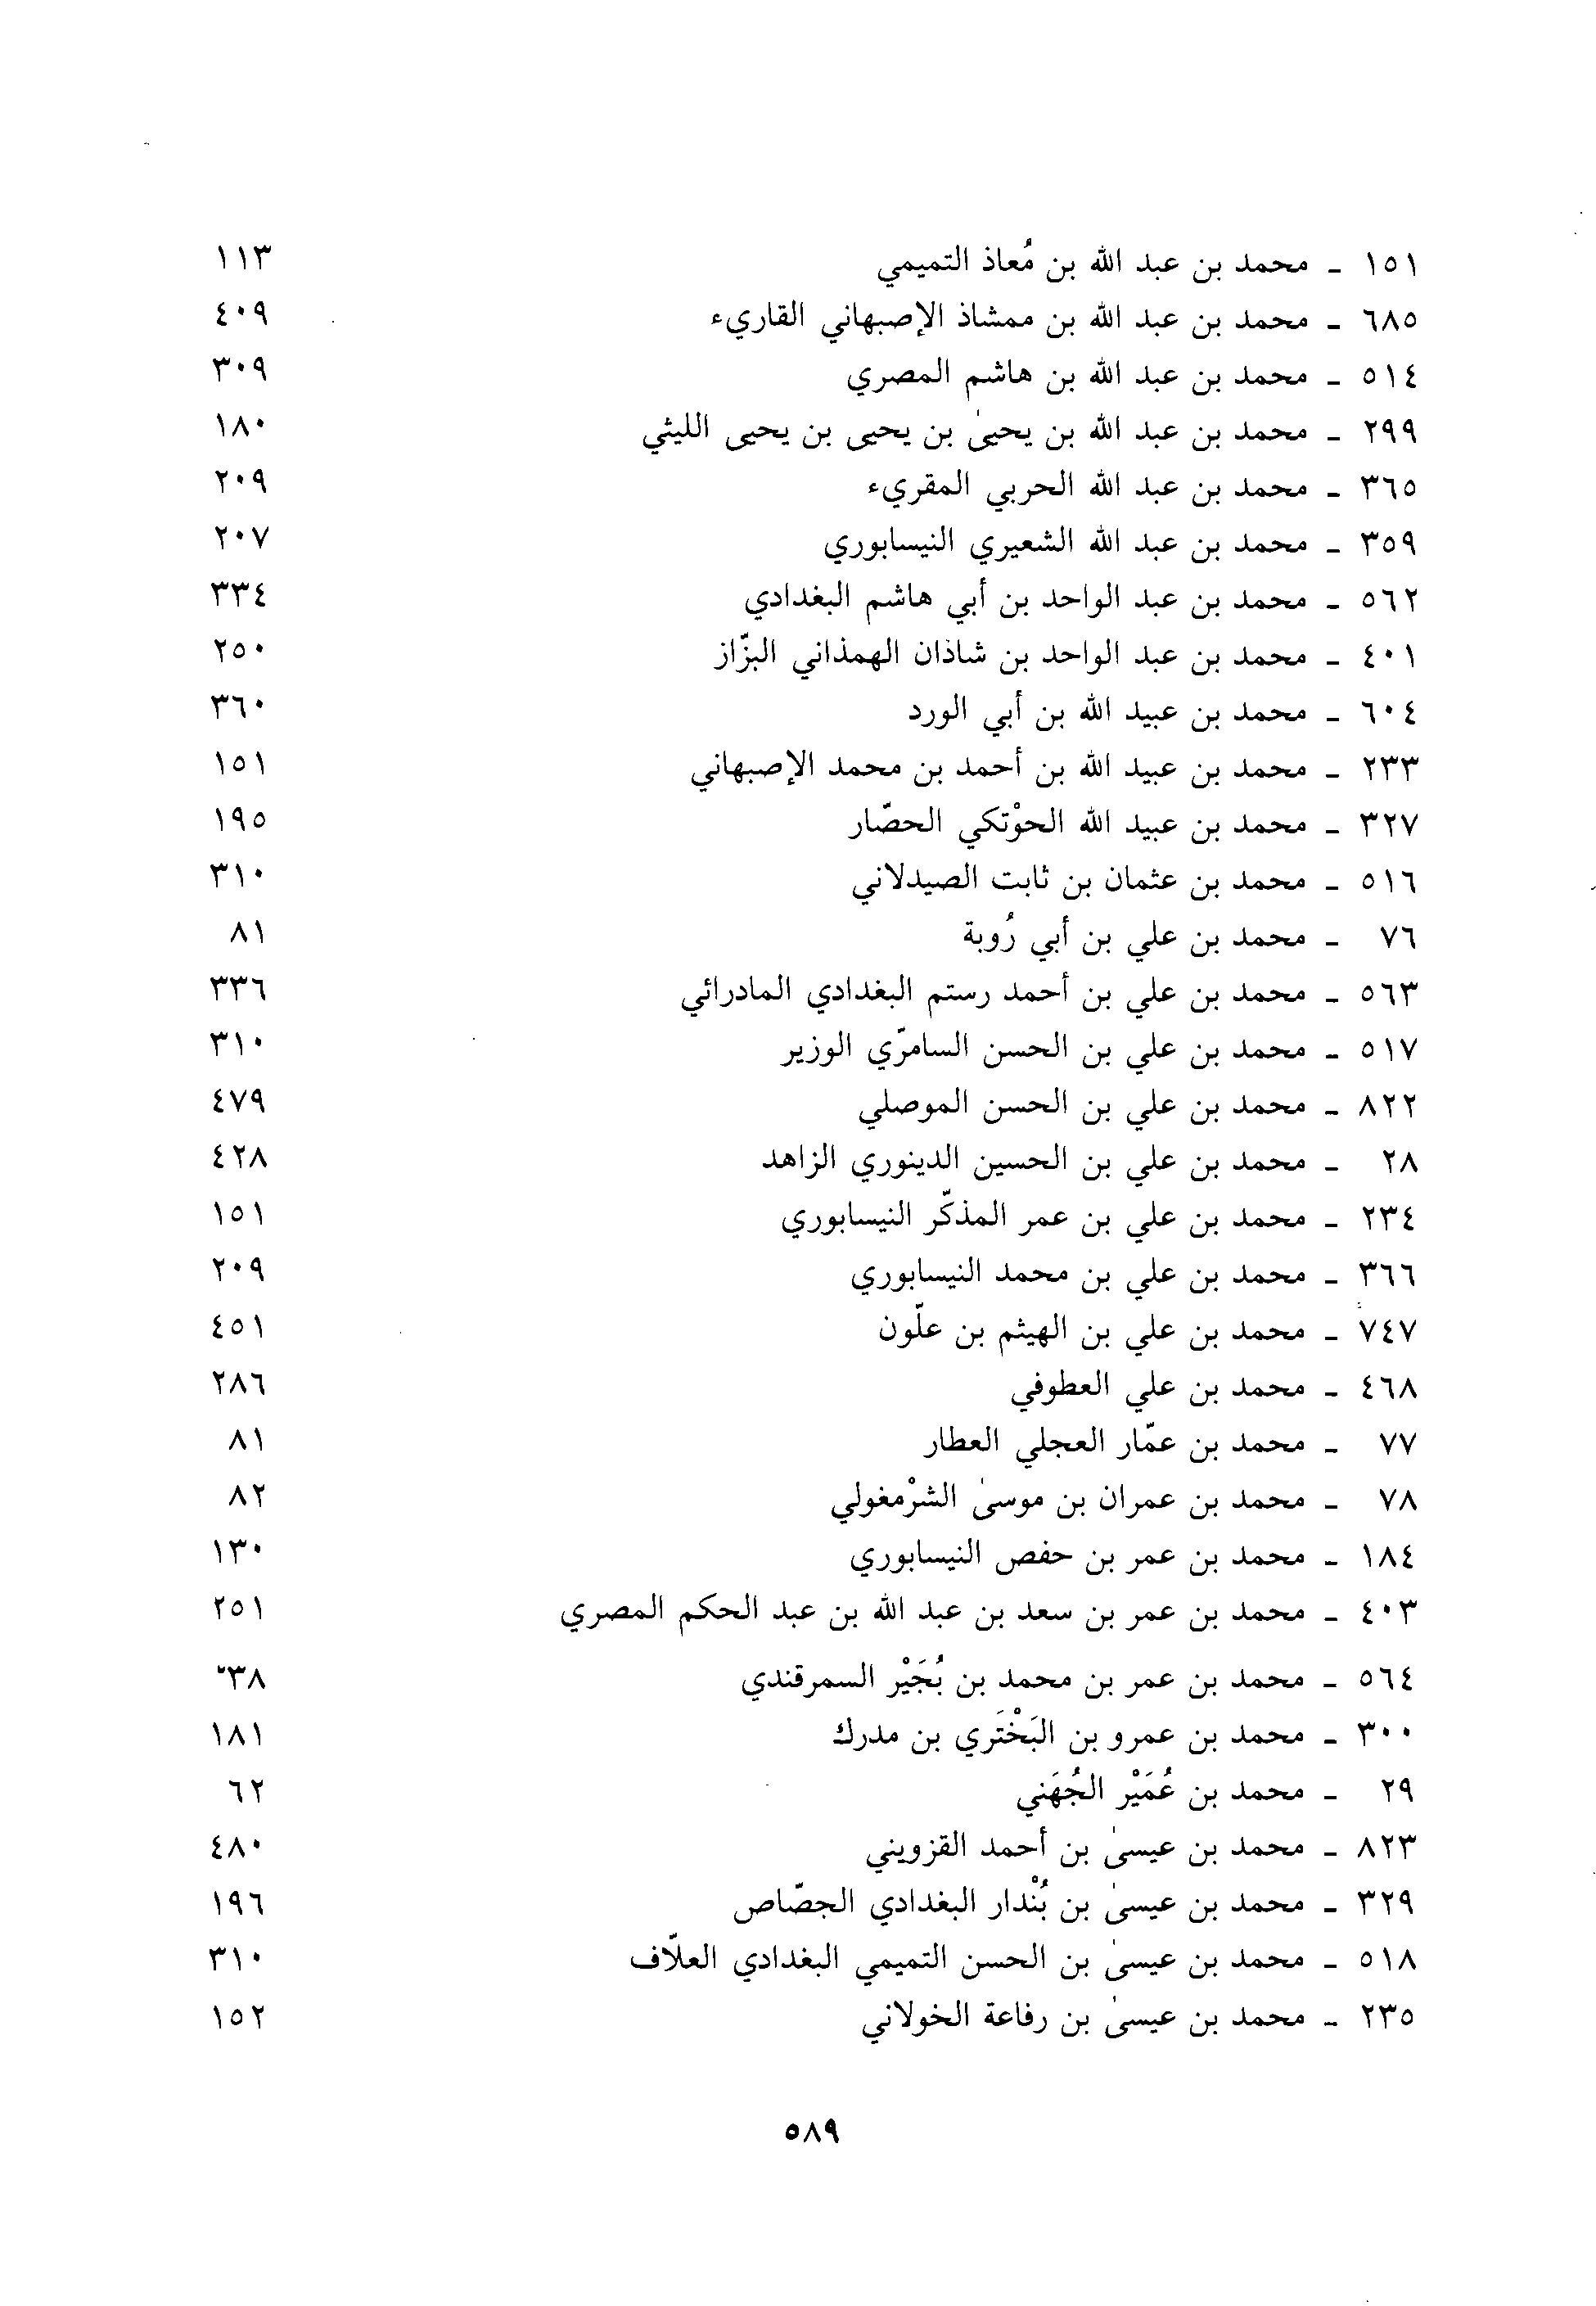 ١٥١ ـ محمد بن عبد الله بن مُعاذ التميمي ١١٣
٦٨٥ ـ محمد بن عبد الله بن ممشاذ الإصبهاني القاريء ٤٠٩
٥١٤ ـ محمد بن عبد الله بن هاشم المصري ٣٠٩
٢٩٩ ـ محمد بن عبد الله بن يحيىٰ بن يحيى بن يحيى الليثي ١٨٠
٣٦٥ ـ محمد بن عبد الله الحربي المقريء ٢٠٩
٣٥٩ ـ محمد بن عبد الله الشعيري النيسابوري ٢٠٧
٥٦٢ ـ محمد بن عبد الواحد بن أبي هاشم البغدادي ٣٣٤
٤٠١ ـ محمد بن عبد الواحد بن شاذان الهمذاني البزّاز ٢٥٠
٦٠٤ ـ محمد بن عبيد الله بن أبي الورد ٣٦٠
٢٣٣ ـ محمد بن عبيد الله بن أحمد بن محمد الإصبهاني ١٥١
٣٢٧ ـ محمد بن عبيد الله الحوْتكي الحصّار ١٩٥
٥١٦ ـ محمد بن عثمان بن ثابت الصيدلاني ٣١٠
٧٦ ـ محمد بن علي بن أبي رُوبة ٨١
٥٦٣ ـ محمد بن علي بن أحمد رستم البغدادي المادرائي ٣٣٦
٥١٧ ـ محمد بن علي بن الحسن السامرّي الوزير ٣١٠
٨٢٢ ـ محمد بن علي بن الحسن الموصلي ٤٧٩
٢٨ ـ محمد بن علي بن الحسين الدينوري الزاهد ٤٢٨
٢٣٤ ـ محمد بن علي بن عمر المذكّر النيسابوري ١٥١
٣٦٦ ـ محمد بن علي بن محمد النيسابوري ٢٠٩
٧٤٧ ـ محمد بن علي بن الهيثم بن علّون ٤٥١
٤٦٨ ـ محمد بن علي العطوفي ٢٨٦
٧٧ ـ محمد بن عمّار العجلي العطار ٨١
٧٨ ـ محمد بن عمران بن موسىٰ الشرْمغولي ٨٢
١٨٤ ـ محمد بن عمر بن حفص النيسابوري ١٣٠
٤٠٣ ـ محمد بن عمر بن سعد بن عبد الله بن عبد الحكم المصري ٢٥١
٥٦٤ ـ محمد بن عمر بن محمد بن بُجَيْر السمرقندي
٣٠٠ ـ محمد بن عمرو بن البَخْتَري بن مدرك ١٨١
٢٩ ـ محمد بن عُمَيْر الجُهَني ٦٢
٨٢٣ ـ محمد بن عيسىٰ بن أحمد القزويني ٤٨٠
٣٢٩ ـ محمد بن عيسىٰ بن بُنْدار البغدادي الجصّاص ١٩٦
٥١٨ ـ محمد بن عيسىٰ بن الحسن التميمي البغدادي العلّاف ٣١٠
٢٣٥ ـ محمد بن عيسىٰ بن رفاعة الخولاني ١٥٢
٥٨٩